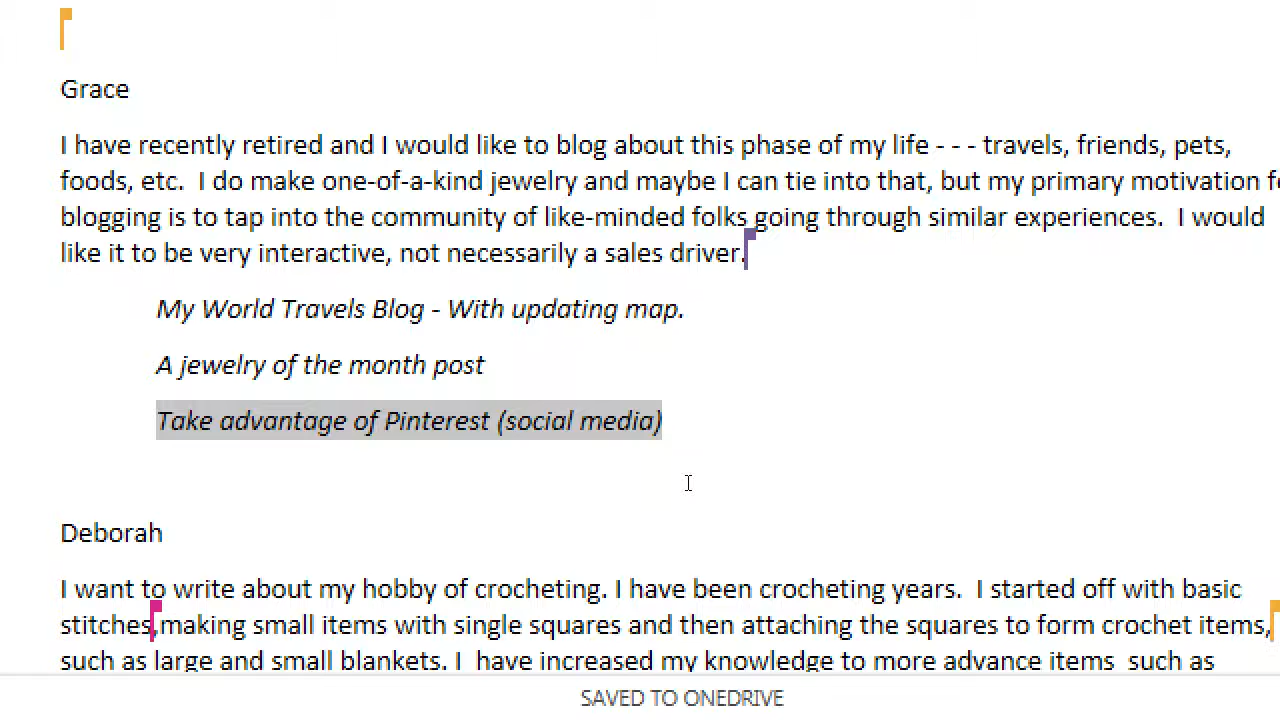 Grace
I have recently retired and I would like to blog about this phase of my life - - - travels, friends, pets,
foods, etc.  I do make one-of-a-kind jewelry and maybe I can tie into that, but my primary motivation
blogging is to tap into the community of like-minded folks going through similar experiences.  I would
like it to be very interactive, not necessarily a sales driver.
My World Travels Blog - With updating map.
A jewelry of the month post
Take advantage of Pinterest (social media)
Deborah
I want to write about my hobby of crocheting. I have been crocheting years.  I started off with basic
stitches,making small items with single squares and then attaching the squares to form crochet items,
such as large and small blankets. I  have increased my knowledge to more advance items  such as
SAVED TO ONEDRIVE